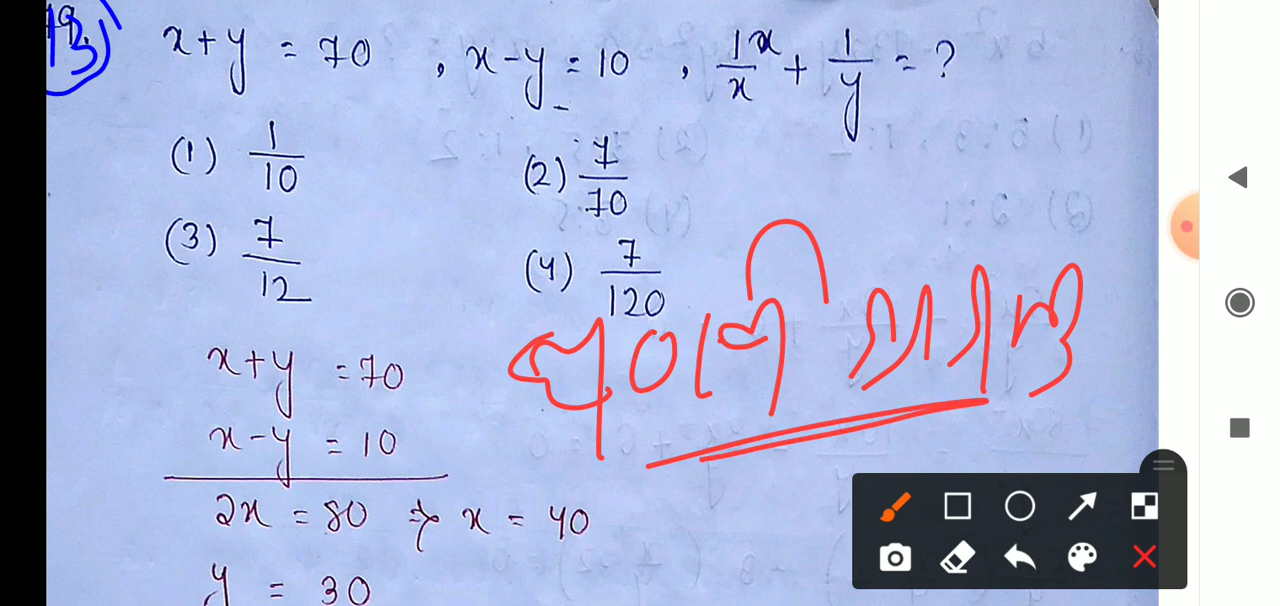 13)
x+y = 70 , x-y = 10 , 1/x + 1/y = ?
(1) 1/10 (2) 7/70
(3) 7/12 (4) 7/120
x+y = 70
x-y = 10
2x = 80 ⇒ x = 40
y = 30